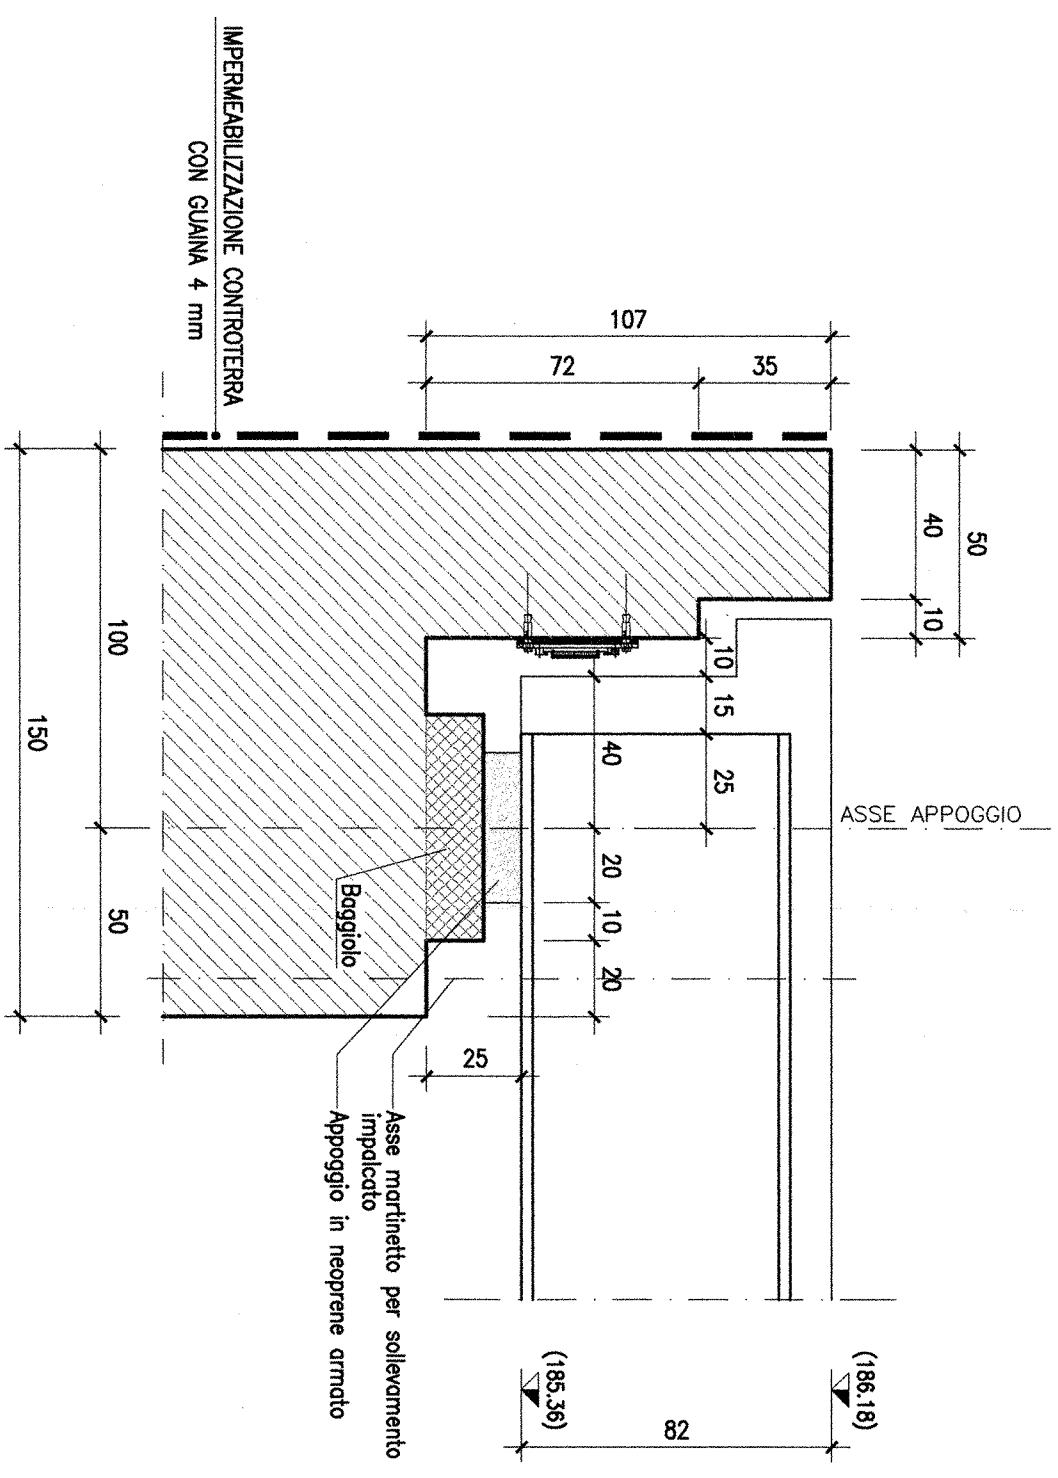 IMPERMEABILIZZAZIONE CONTROTERRA
CON GUAINA 4 mm
107
72
35
50
40
10
10
15
25
40
20
10
20
ASSE APPOGGIO
100
50
150
Baggiolo
25
Asse martinetto per sollevamento
impalcato
Appoggio in neoprene armato
(186.18)
(185.36)
82